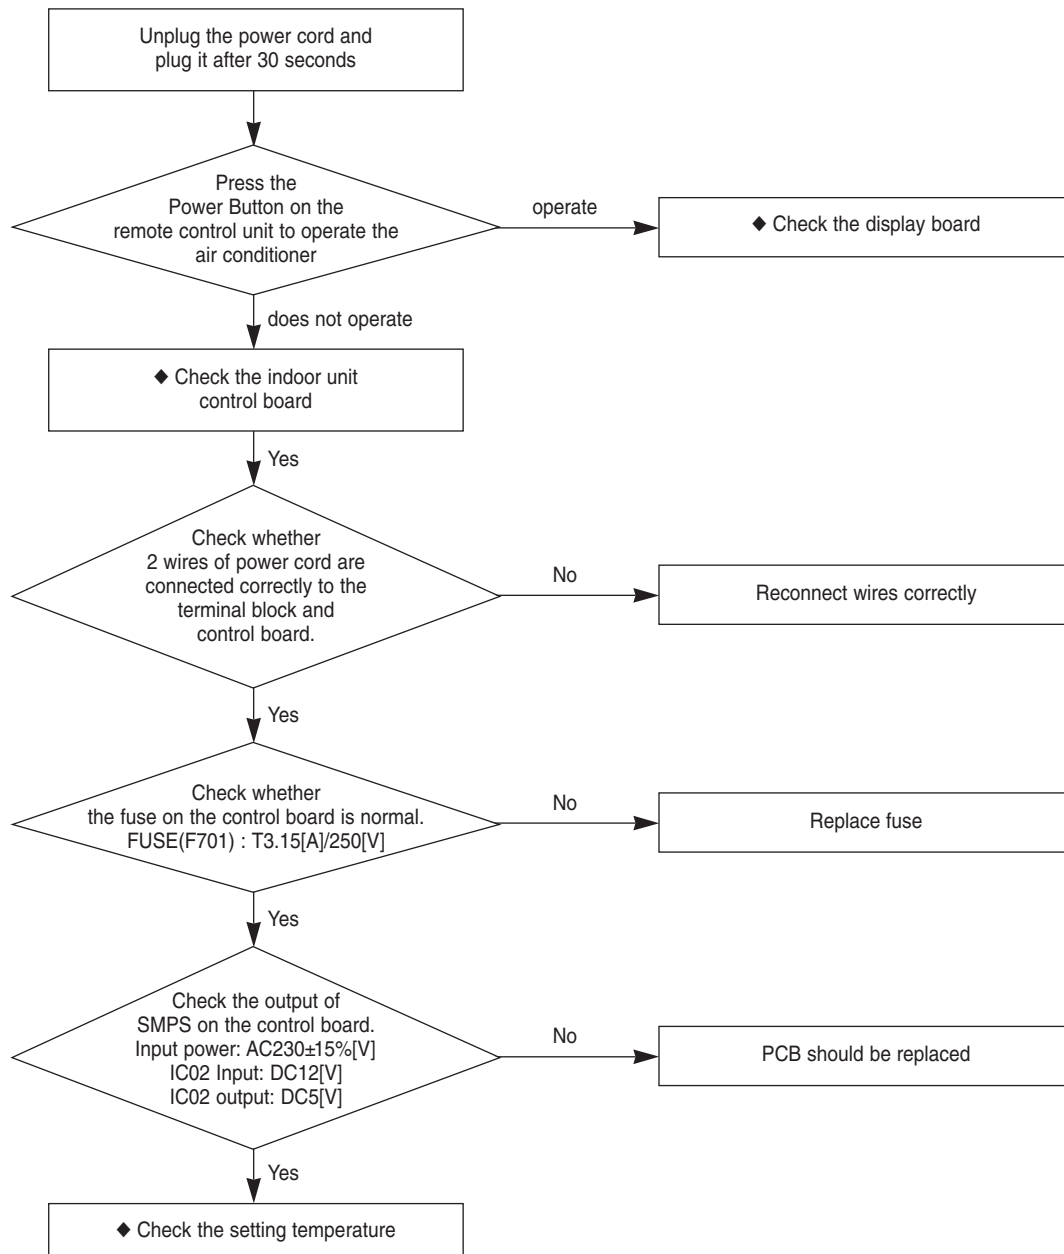 Unplug the power cord and
plug it after 30 seconds
Press the
Power Button on the
remote control unit to operate the
air conditioner
operate
◆ Check the display board
does not operate
◆ Check the indoor unit
control board
Yes
Check whether
2 wires of power cord are
connected correctly to the
terminal block and
control board.
No
Reconnect wires correctly
Yes
Check whether
the fuse on the control board is normal.
FUSE(F701) : T3.15[A]/250[V]
No
Replace fuse
Yes
Check the output of
SMPS on the control board.
Input power: AC230±15%[V]
IC02 Input: DC12[V]
IC02 output: DC5[V]
No
PCB should be replaced
Yes
◆ Check the setting temperature